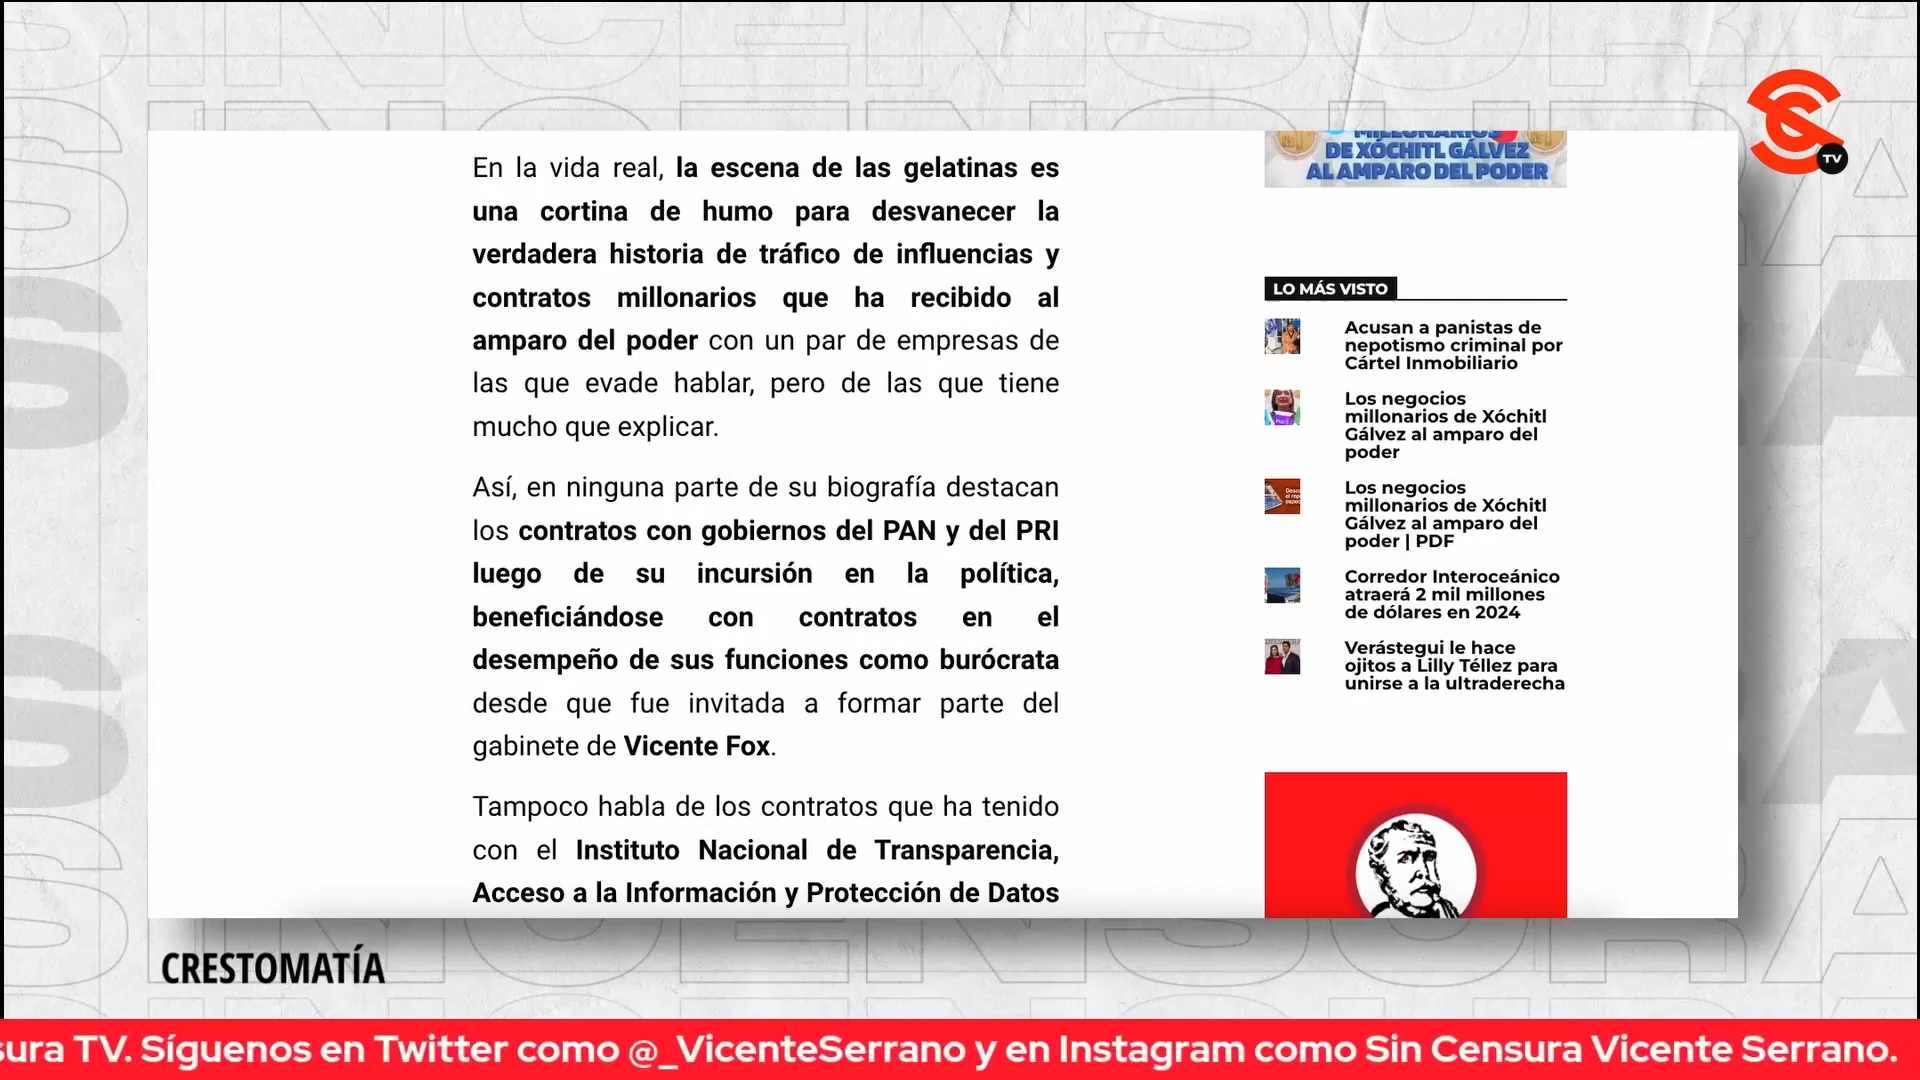 MILLONARIOS
DE XÓCHITL GÁLVEZ
AL AMPARO DEL PODER
TV
En la vida real, la escena de las gelatinas es
una cortina de humo para desvanecer la
verdadera historia de tráfico de influencias y
contratos millonarios que ha recibido al
amparo del poder con un par de empresas de
las que evade hablar, pero de las que tiene
mucho que explicar.
Así, en ninguna parte de su biografía destacan
los contratos con gobiernos del PAN y del PRI
luego de su incursión en la política,
beneficiándose con contratos en el
desempeño de sus funciones como burócrata
desde que fue invitada a formar parte del
gabinete de Vicente Fox.
Tampoco habla de los contratos que ha tenido
con el Instituto Nacional de Transparencia,
Acceso a la Información y Protección de Datos
LO MÁS VISTO
Acusan a panistas de
nepotismo criminal por
Cártel Inmobiliario
Los negocios
millonarios de Xóchitl
Gálvez al amparo del
poder
Los negocios
millonarios de Xóchitl
Gálvez al amparo del
poder | PDF
Corredor Interoceánico
atraerá 2 mil millones
de dólares en 2024
Verástegui le hace
ojitos a Lilly Téllez para
unirse a la ultraderecha
CRESTOMATÍA
sura TV. Síguenos en Twitter como @_VicenteSerrano y en Instagram como Sin Censura Vicente Serrano.